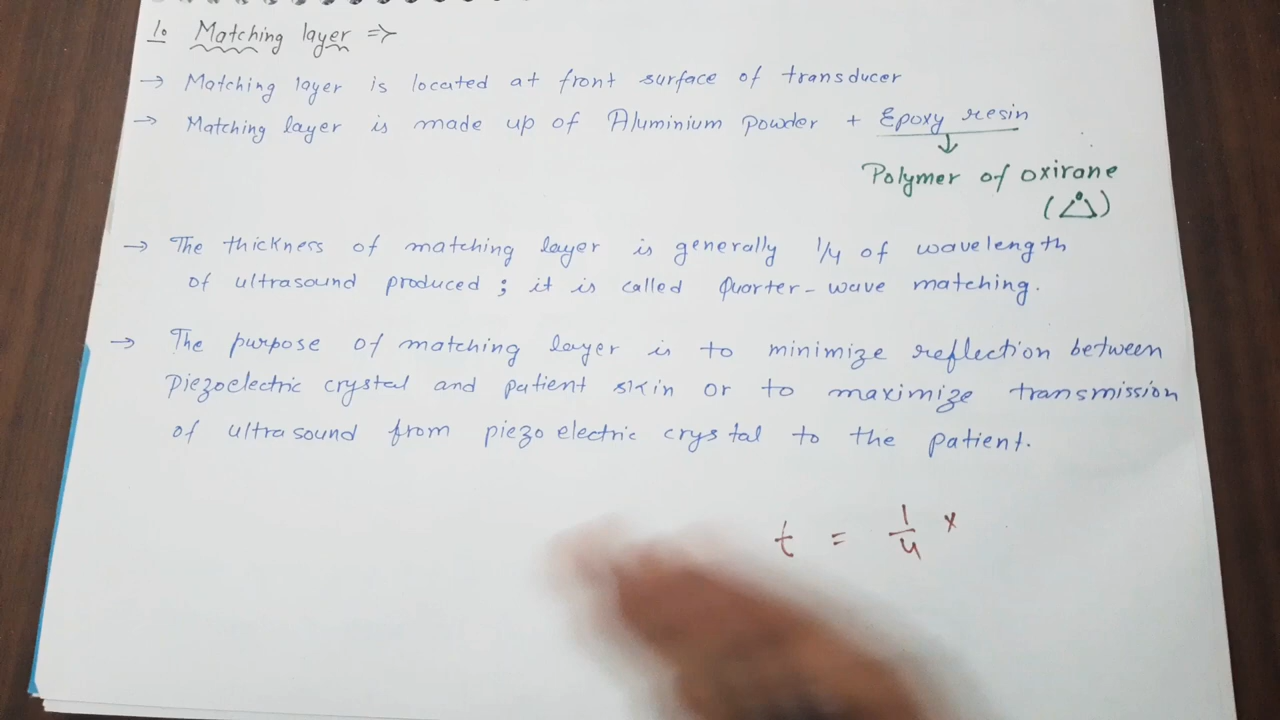 1. Matching layer ⇒
→ Matching layer is located at front surface of transducer
→ Matching layer is made up of Aluminium powder + Epoxy resin
↓
Polymer of oxirane
(△)
→ The thickness of matching layer is generally 1/4 of wavelength
of ultrasound produced ; it is called Quarter-wave matching.
→ The purpose of matching layer is to minimize reflection between
piezoelectric crystal and patient skin or to maximize transmission
of ultrasound from piezoelectric crystal to the patient.
t = 1/4 ×